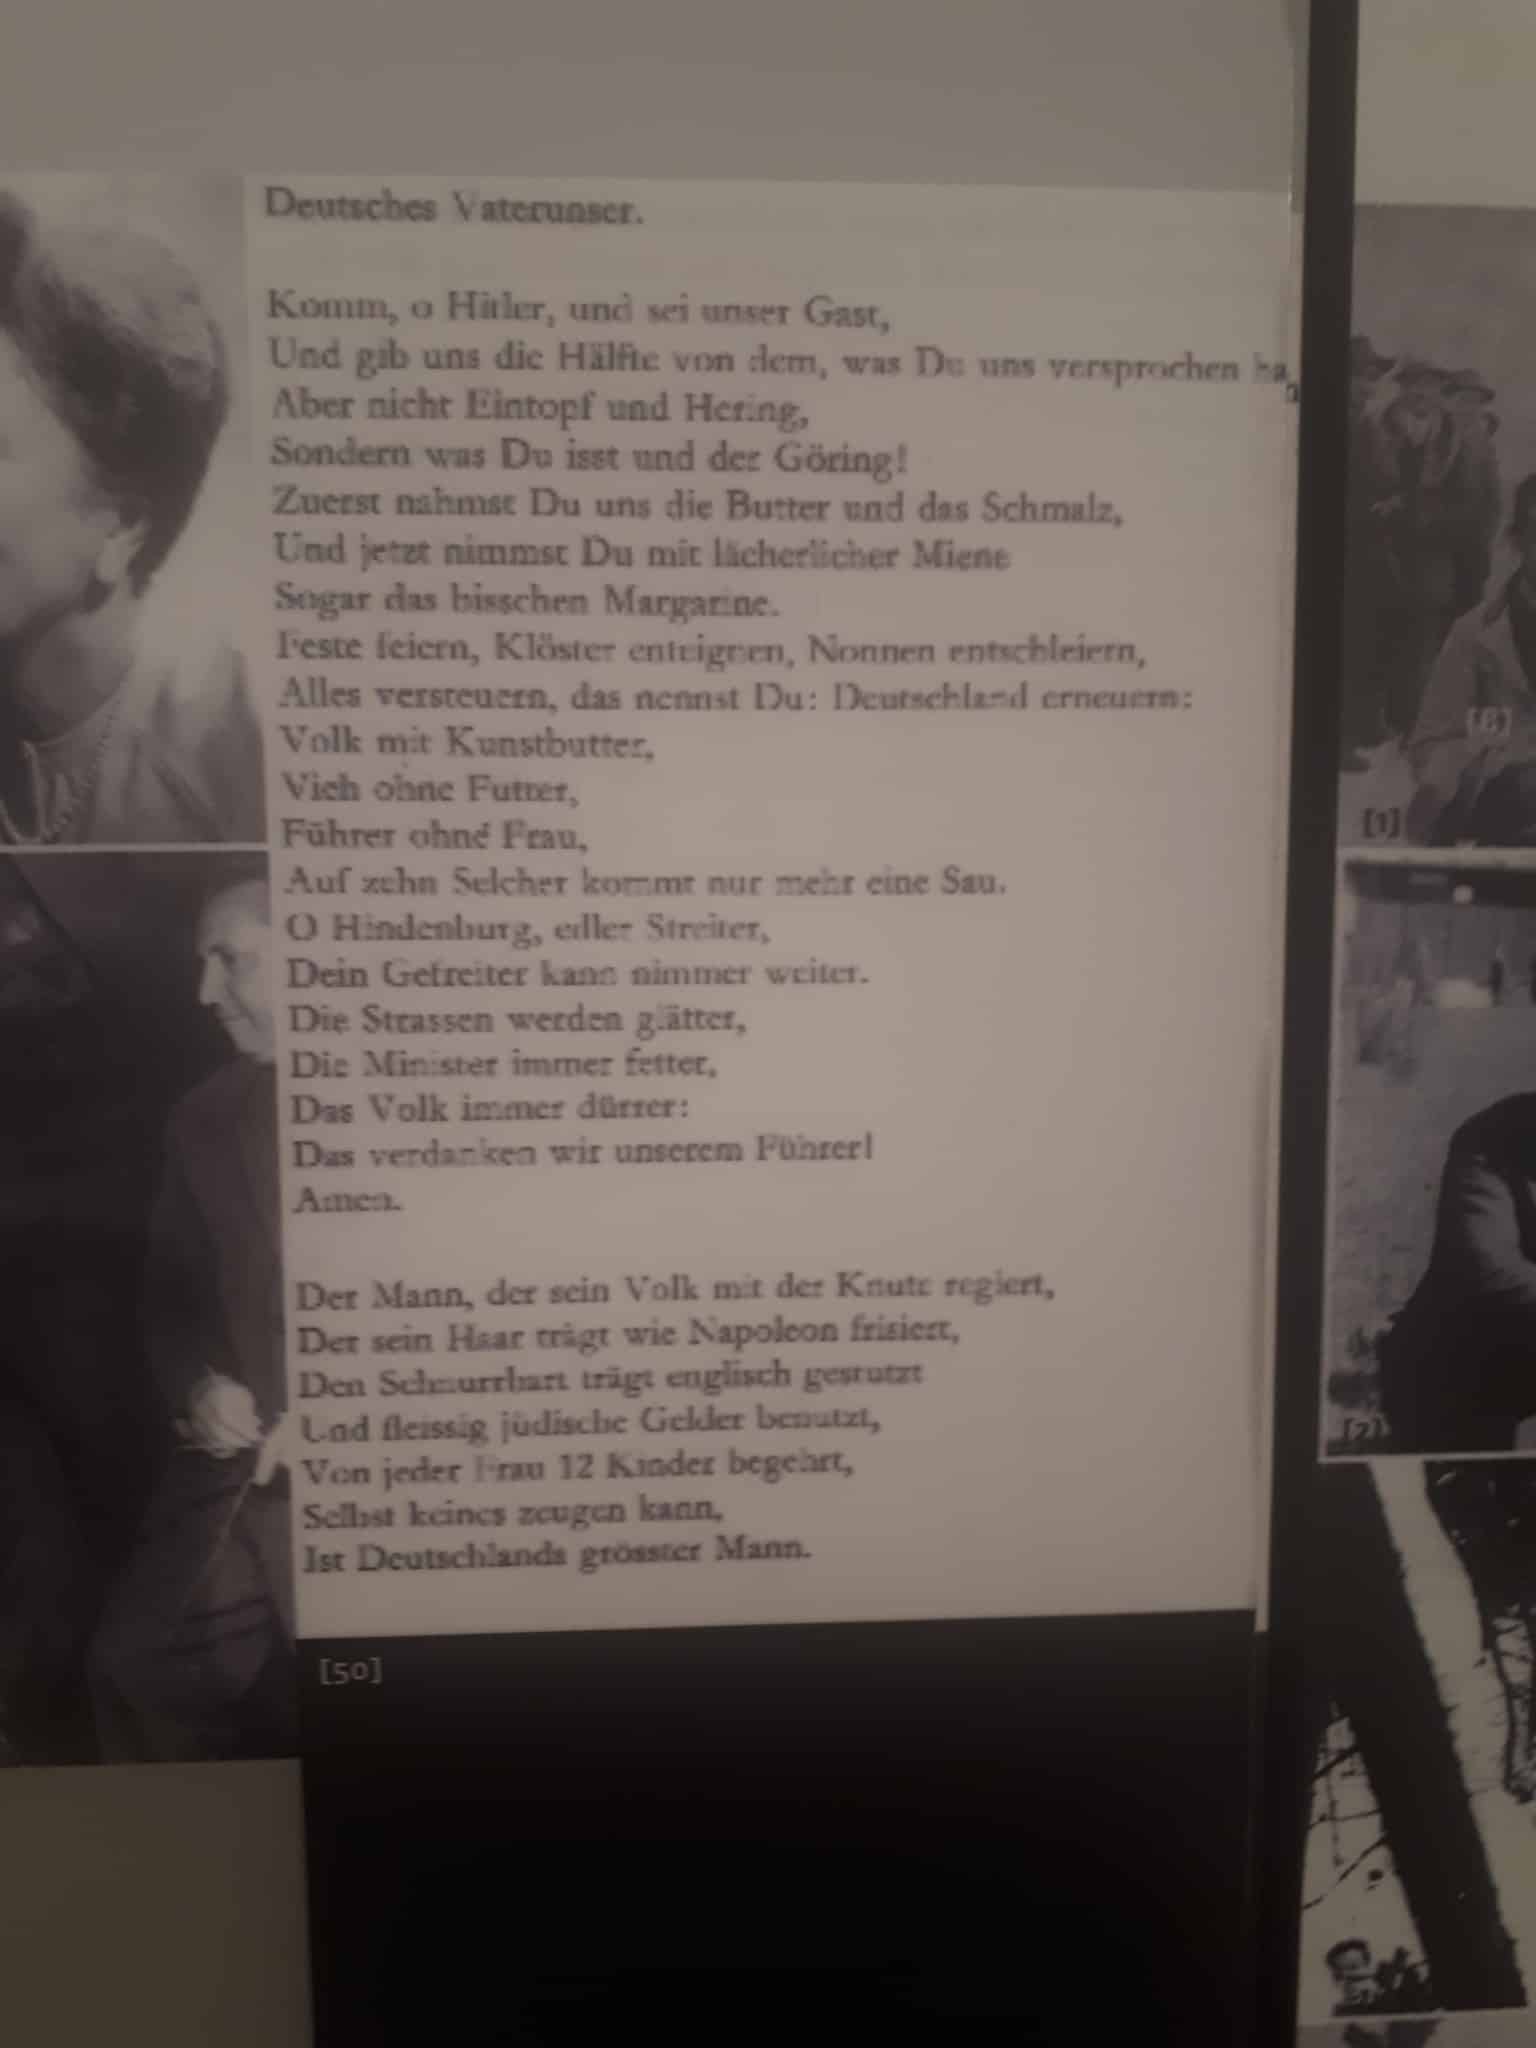 Deutsches Vaterunser.
Komm, o Hitler, und sei unser Gast,
Und gib uns die Hälfte von dem, was Du uns versprochen
Aber nicht Eintopf und Hering,
Sondern was Du isst und der Göring!
Zuerst nahmst Du uns die Butter und das Schmalz,
Und jetzt nimmst Du mit lächerlicher Miene
Sogar das bisschen Margarine.
Feste feiern, Klöster enteignen, Nonnen entschleiern,
Alles versteuern, das nennst Du: Deutschland erneuern:
Volk mit Kunstbutter,
Vieh ohne Futter,
Führer ohne Frau,
Auf zehn Selcher kommt nur mehr eine Sau.
O Hindenburg, edler Streiter,
Dein Gefreiter kann nimmer weiter.
Die Strassen werden glätter,
Die Minister immer fetter,
Das Volk immer dürrer:
Das verdanken wir unserem Führer!
Amen.
Der Mann, der sein Volk mit der Knute regiert,
Der sein Haar trägt wie Napoleon frisiert,
Den Schnurrbart trägt englisch gestutzt
Und fleissig jüdische Gelder benutzt,
Von jeder Frau 12 Kinder begehrt,
Selbst keines zeugen kann,
Ist Deutschlands grösster Mann.
[50]
[6]
[1]
[2]